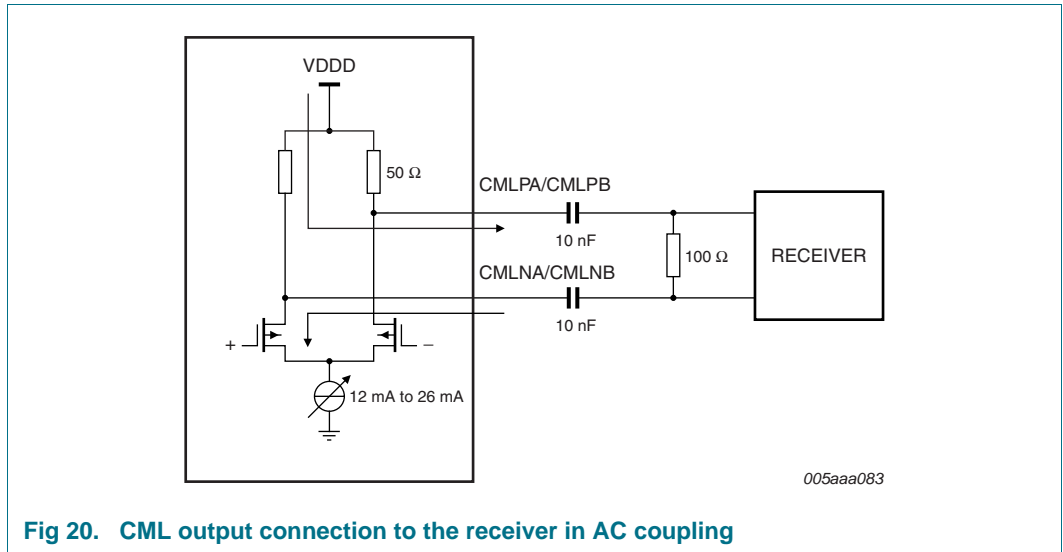 VDDD
50 Ω
CMLPA/CMLPB
10 nF
100 Ω
RECEIVER
CMLNA/CMLNB
10 nF
+
−
12 mA to 26 mA
005aaa083
Fig 20. CML output connection to the receiver in AC coupling